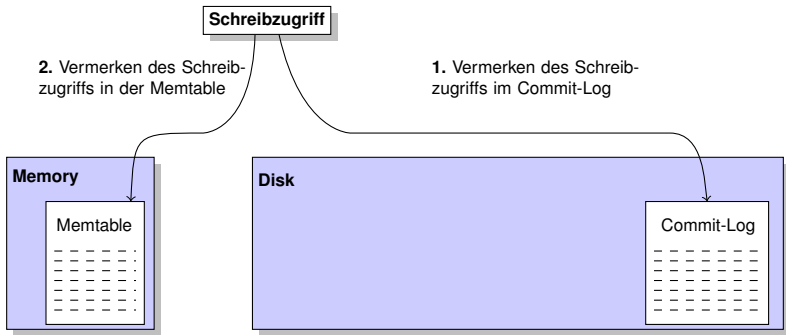 Schreibzugriff
2. Vermerken des Schreib-
zugriffs in der Memtable
1. Vermerken des Schreib-
zugriffs im Commit-Log
Memory
Memtable
Disk
Commit-Log